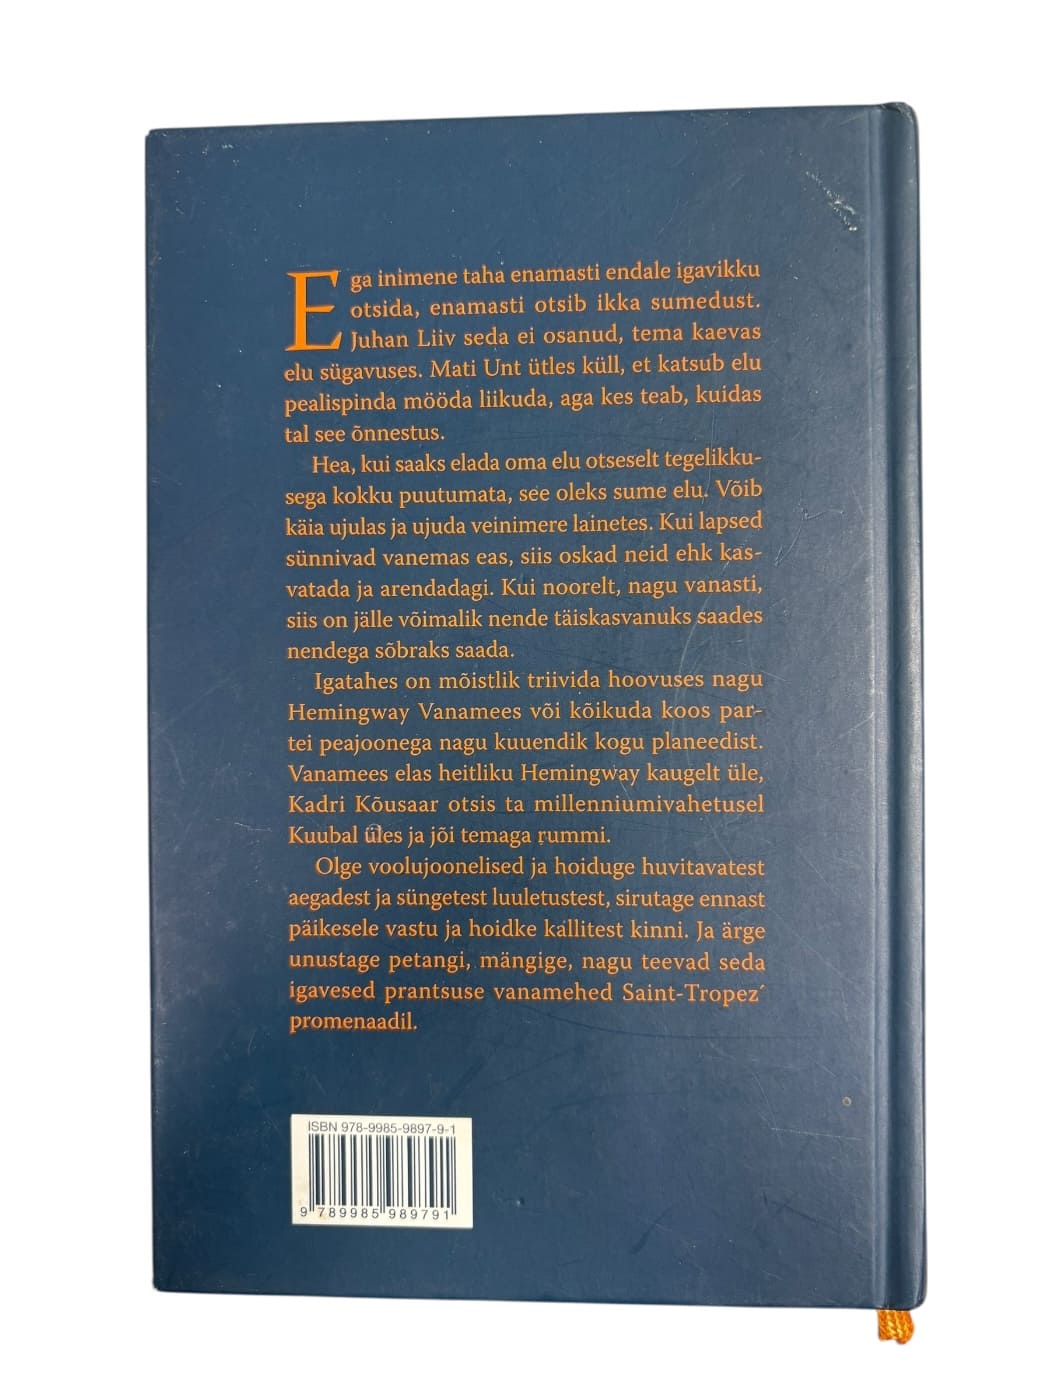 Ega inimene taha enamasti endale igavikku
otsida, enamasti otsib ikka sumedust.
Juhan Liiv seda ei osanud, tema kaevas
elu sügavuses. Mati Unt ütles küll, et katsub elu
pealispinda mööda liikuda, aga kes teab, kuidas
tal see õnnestus.
Hea, kui saaks elada oma elu otseselt tegelikku-
sega kokku puutumata, see oleks sume elu. Võib
käia ujulas ja ujuda veinimere lainetes. Kui lapsed
sünnivad vanemas eas, siis oskad neid ehk kas-
vatada ja arendadagi. Kui noorelt, nagu vanasti,
siis on jälle võimalik nende täiskasvanuks saades
nendega sõbraks saada.
Igatahes on mõistlik triivida hoovuses nagu
Hemingway Vanamees või kõikuda koos par-
tei peajoonega nagu kuuendik kogu planeedist.
Vanamees elas heitliku Hemingway kaugelt üle,
Kadri Kõusaar otsis ta millenniumivahetusel
Kuubal üles ja jõi temaga rummi.
Olge voolujoonelised ja hoiduge huvitavatest
aegadest ja süngetest luuletustest, sirutage ennast
päikesele vastu ja hoidke kallitest kinni. Ja ärge
unustage petangi, mängige, nagu teevad seda
igavesed prantsuse vanamehed Saint-Tropez´
promenaadil.
ISBN 978-9985-9897-9-1
9 789985 989791